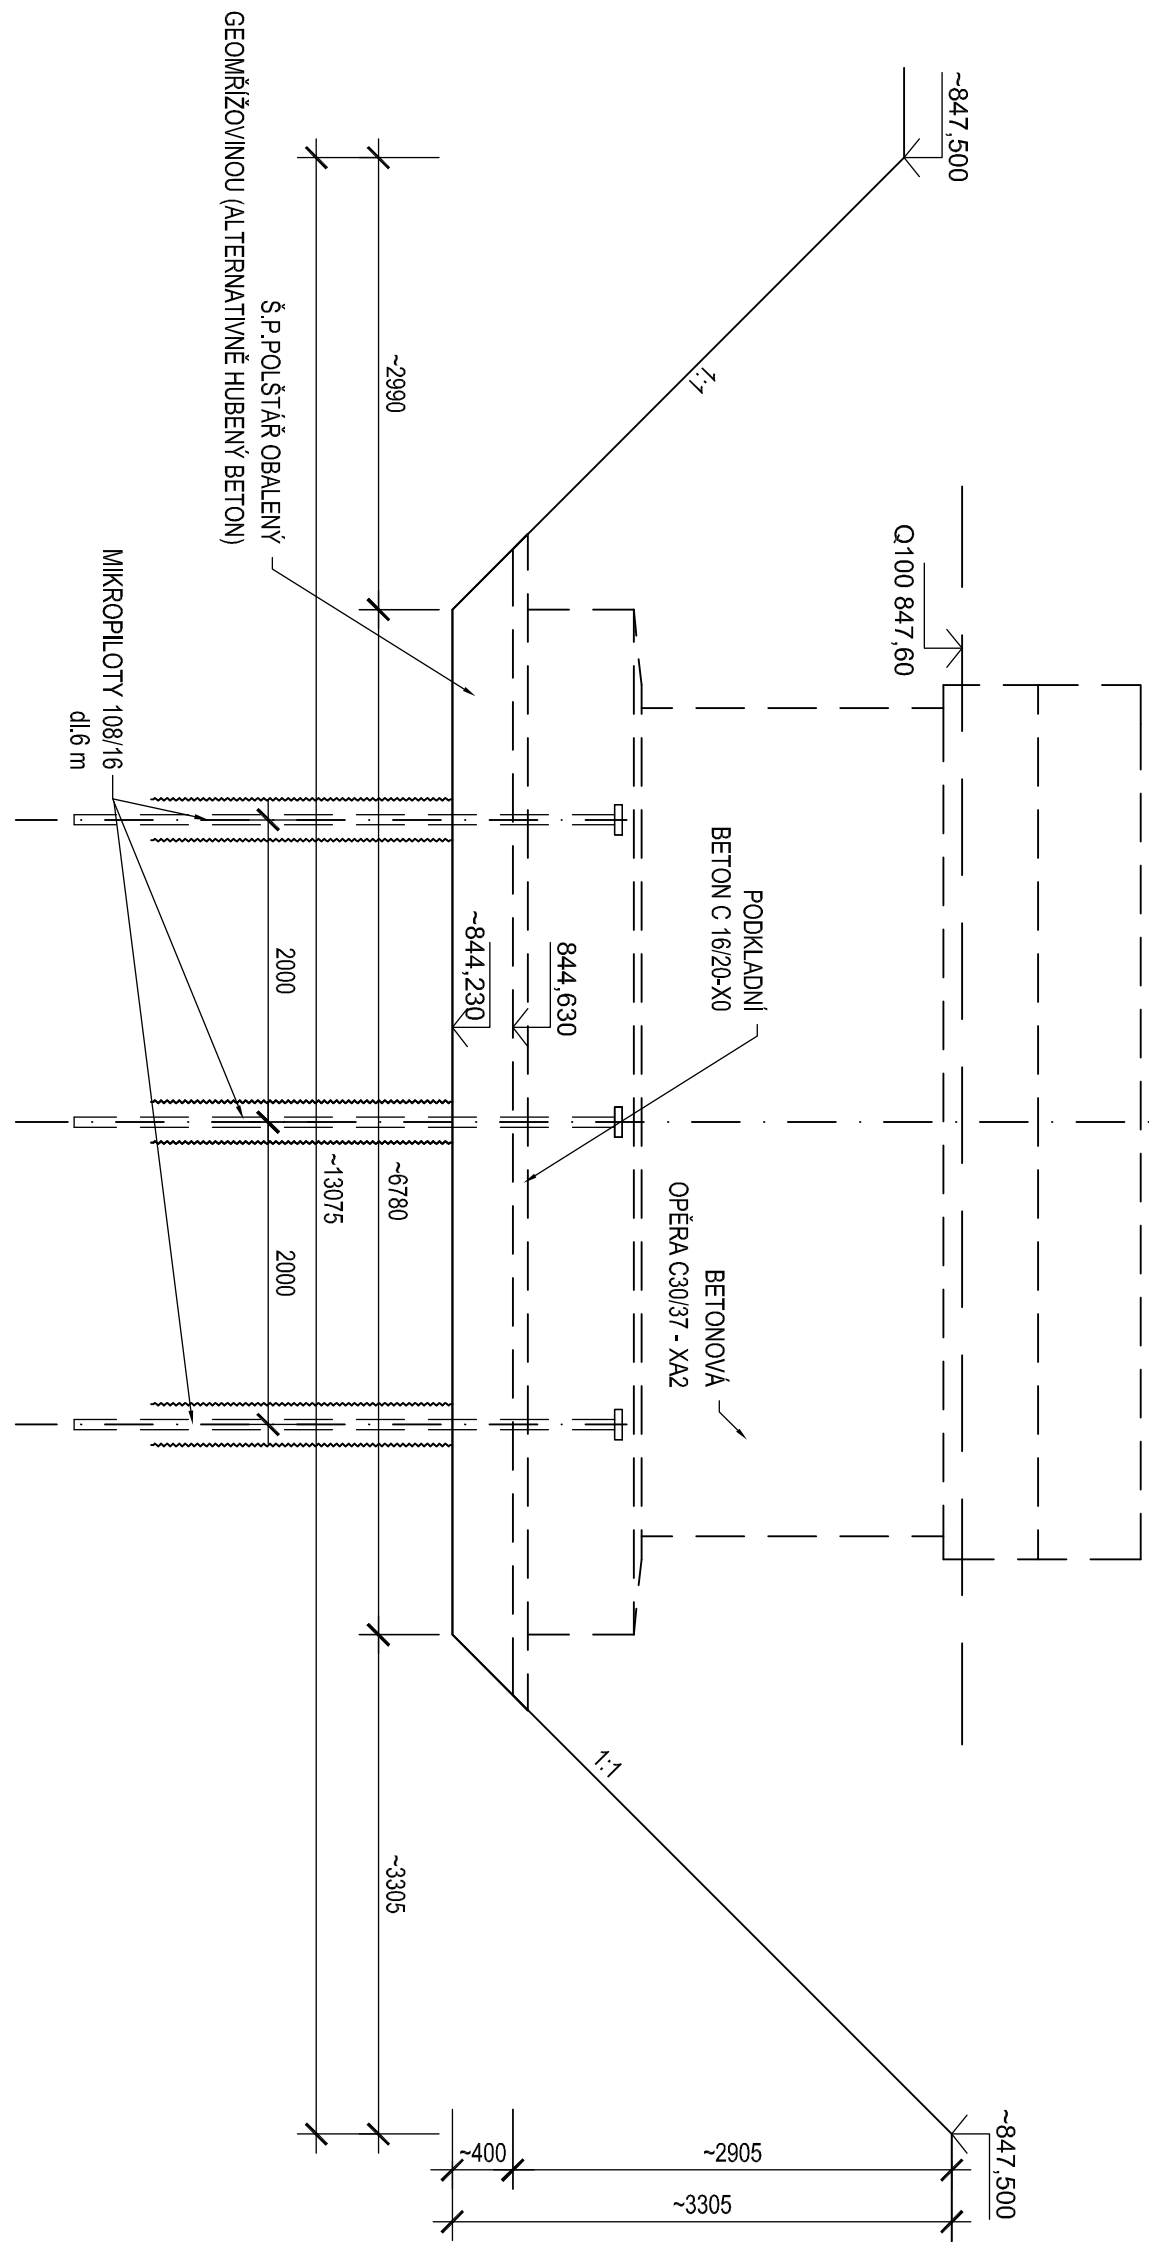 ~847,500
Q100 847,60
1:1
GEOMŘÍŽOVINOU (ALTERNATIVNĚ HUBENÝ BETON)
Š.P.POLŠTÁŘ OBALENÝ
~2990
MIKROPILOTY 108/16
dl.6 m
PODKLADNÍ
BETON C 16/20-X0
844,630
~844,230
2000
~6780
~13075
2000
BETONOVÁ
OPĚRA C30/37 - XA2
1:1
~3305
~847,500
~2905
~400
~3305